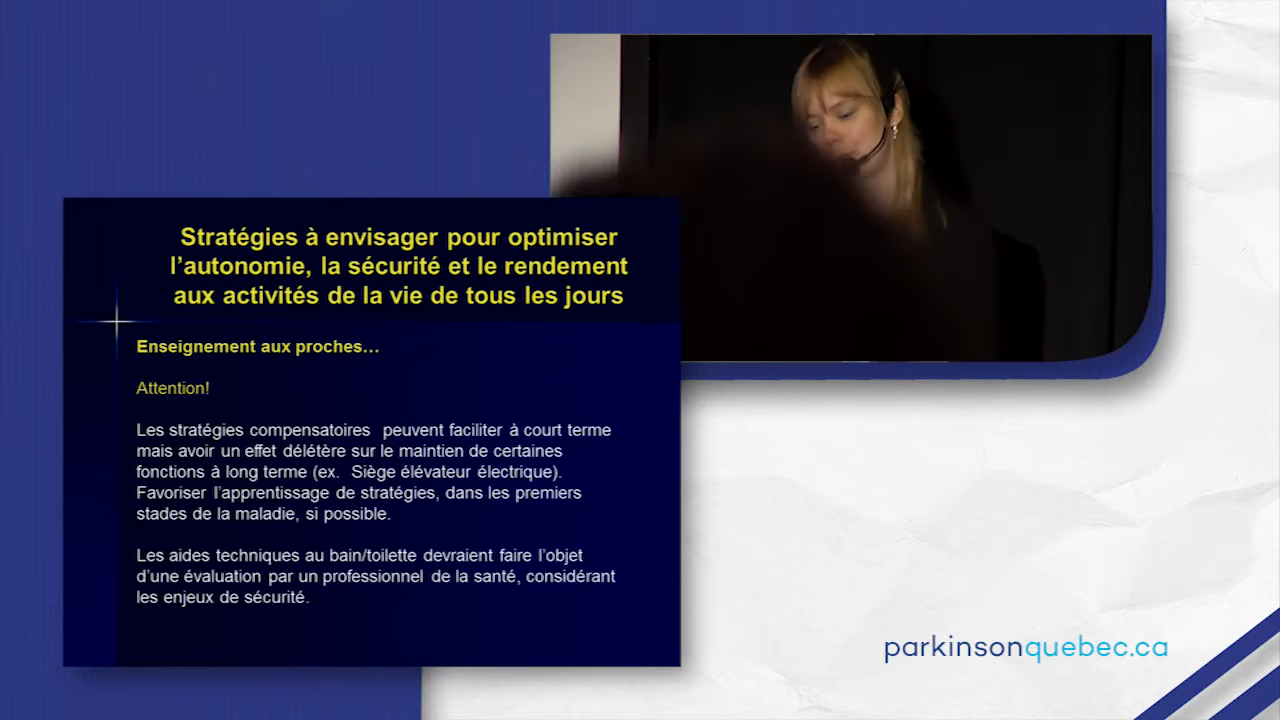 Stratégies à envisager pour optimiser
l’autonomie, la sécurité et le rendement
aux activités de la vie de tous les jours
Enseignement aux proches…
Attention!
Les stratégies compensatoires peuvent faciliter à court terme
mais avoir un effet délétère sur le maintien de certaines
fonctions à long terme (ex. Siège élévateur électrique).
Favoriser l’apprentissage de stratégies, dans les premiers
stades de la maladie, si possible.
Les aides techniques au bain/toilette devraient faire l’objet
d’une évaluation par un professionnel de la santé, considérant
les enjeux de sécurité.
parkinsonquebec.ca